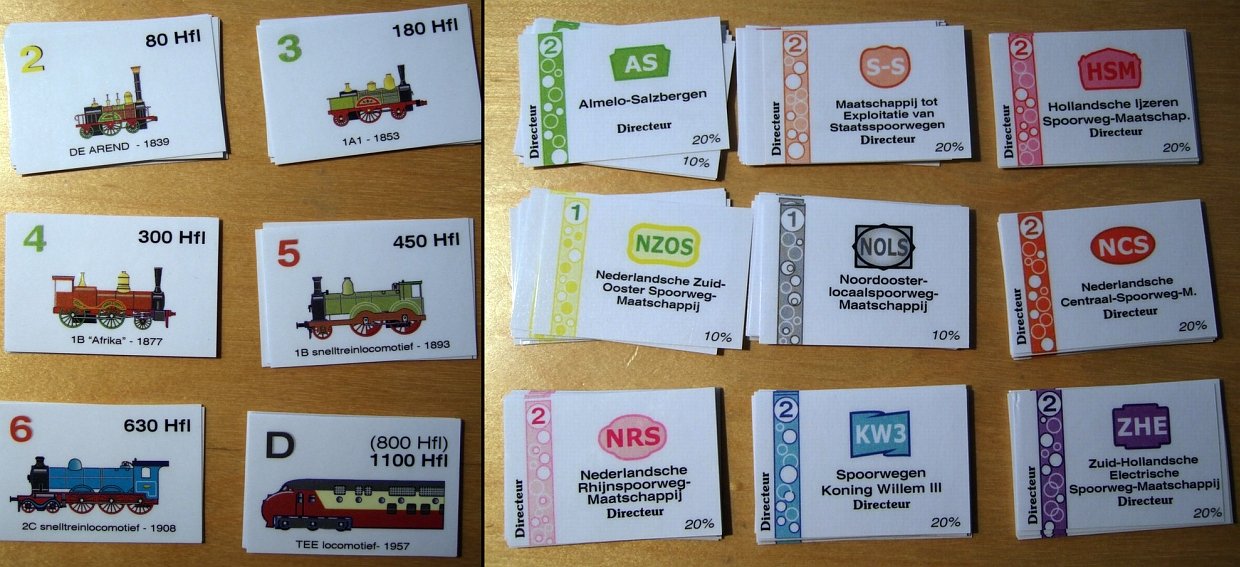 2
80 Hfl
DE AREND - 1839
3
180 Hfl
1A1 - 1853
4
300 Hfl
1B "Afrika" - 1877
5
450 Hfl
1B snelltreinlocomotief - 1893
6
630 Hfl
2C snelltreinlocomotief - 1908
D
(800 Hfl)
1100 Hfl
TEE locomotief- 1957
2
AS
Almelo-Salzbergen
Directeur
Directeur
20%
10%
2
S-S
Maatschappij tot
Exploitatie van
Staatsspoorwegen
Directeur
Directeur
20%
2
HSM
Hollandsche Ijzeren
Spoorweg-Maatschap.
Directeur
Directeur
20%
1
NZOS
Nederlandsche Zuid-
Ooster Spoorweg-
Maatschappij
10%
1
NOLS
Noordooster-
locaalspoorweg-
Maatschappij
10%
2
NCS
Nederlandsche
Centraal-Spoorweg-M.
Directeur
Directeur
20%
2
NRS
Nederlandsche
Rhijnspoorweg-
Maatschappij
Directeur
Directeur
20%
2
KW3
Spoorwegen
Koning Willem III
Directeur
Directeur
20%
2
ZHE
Zuid-Hollandsche
Electrische
Spoorweg-Maatschappij
Directeur
Directeur
20%